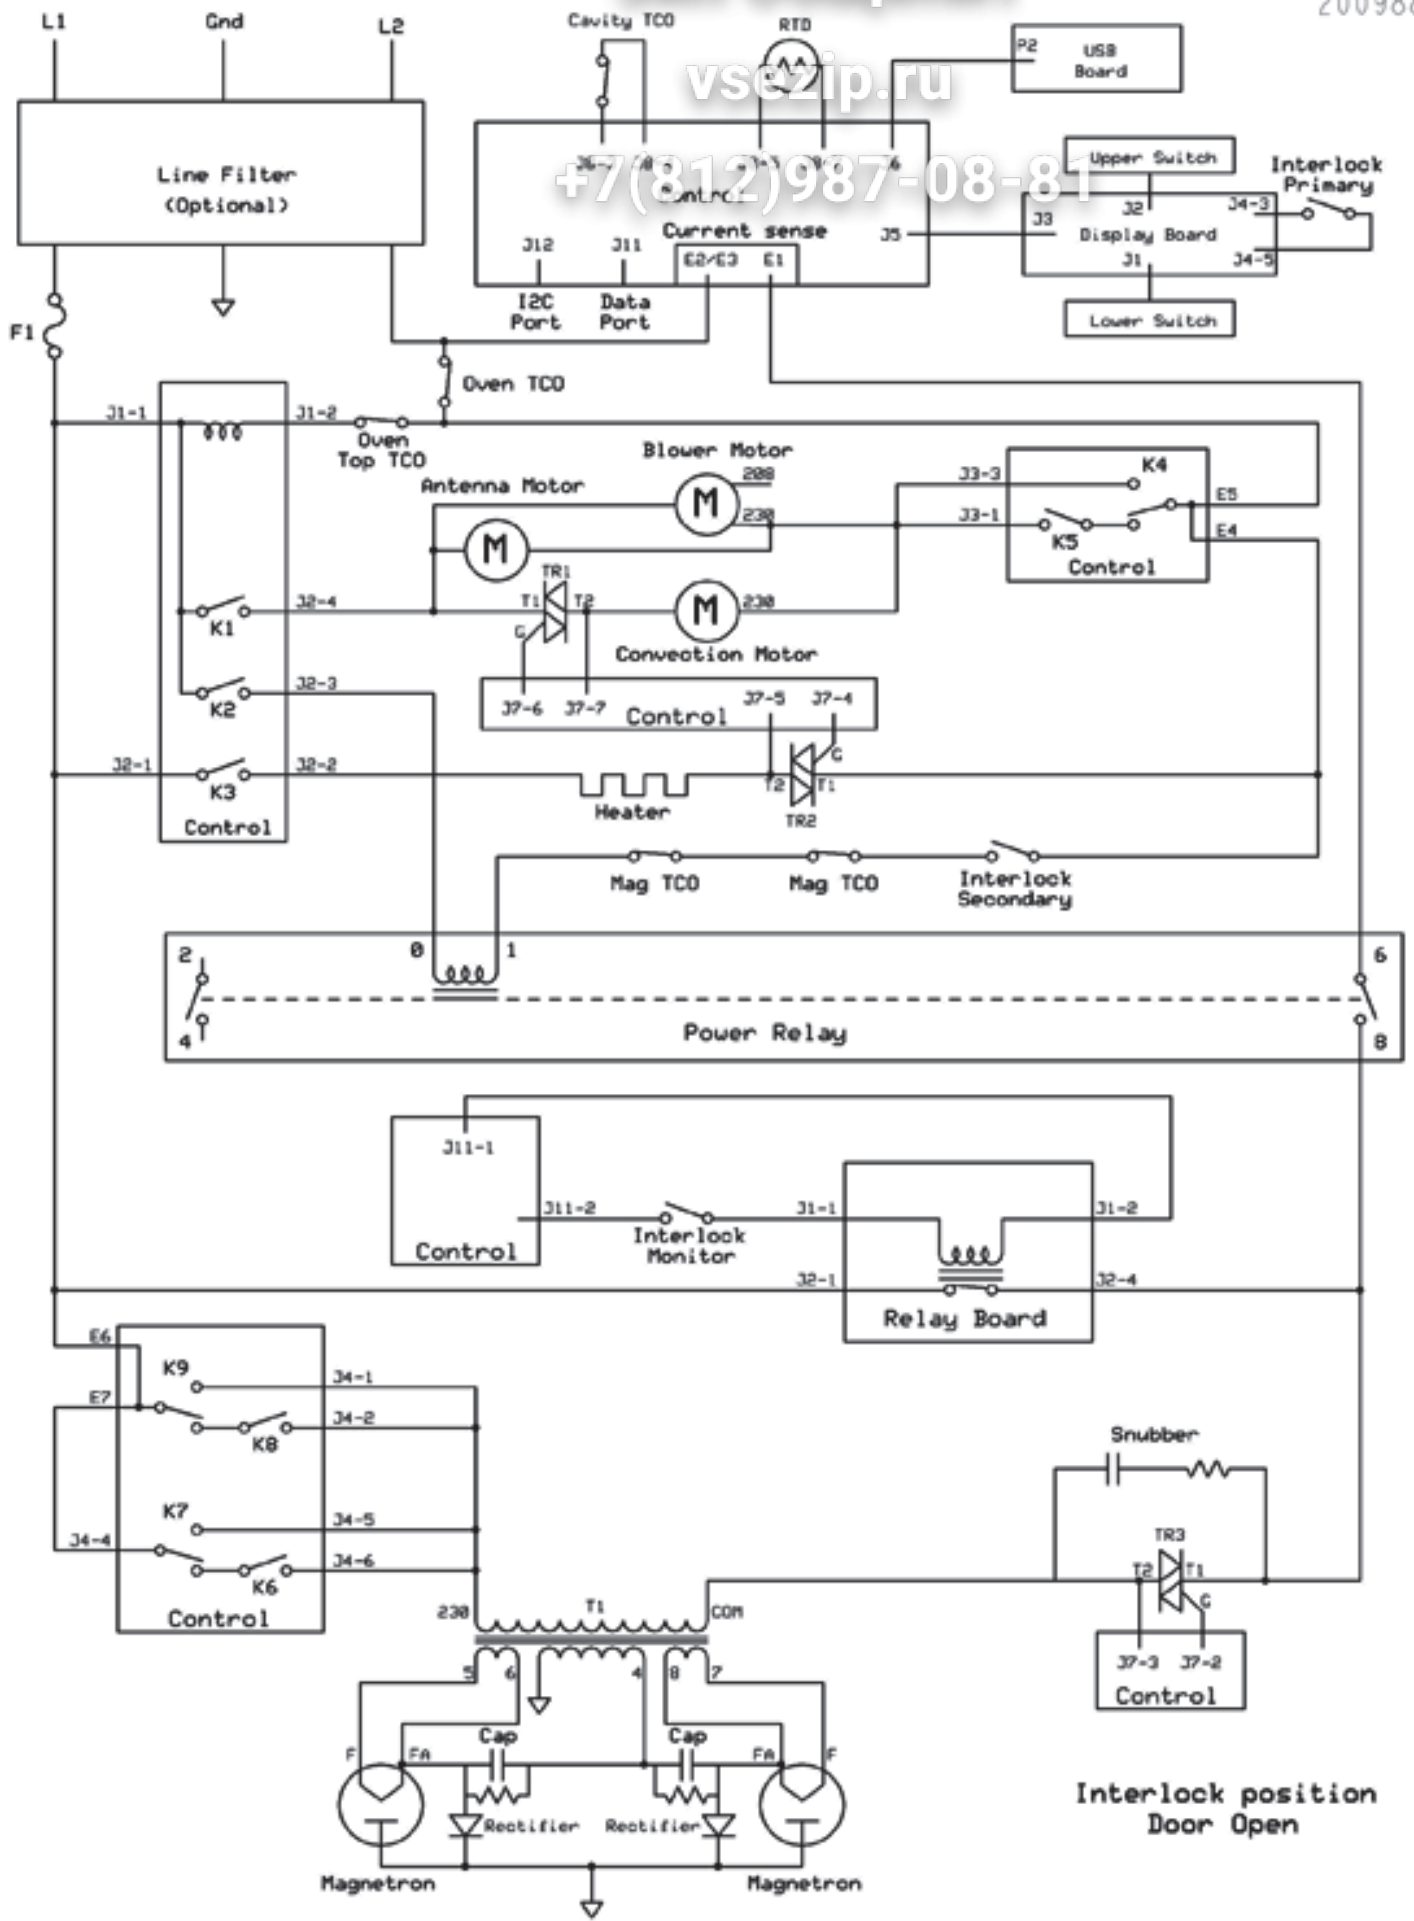 L1
Gnd
L2
Cavity TCO
RTD
P2
USB
Board
vsezip.ru
+7(812)987-08-81
Line Filter
(Optional)
Control
Current sense
J12
J11
E2/E3
E1
J5
I2C
Port
Data
Port
Upper Switch
Interlock
Primary
J2
J4-3
J3
Display Board
J1
J4-5
Lower Switch
F1
Oven TCO
J1-1
J1-2
Oven
Top TCO
Blower Motor
208
Antenna Motor
M
230
M
J3-3
K4
E5
J3-1
K5
E4
Control
TR1
T1
T2
G
M
230
Convection Motor
J2-4
K1
J2-3
K2
J7-6
J7-7
Control
J7-5
J7-4
J2-1
J2-2
K3
Control
Heater
T2
T1
G
TR2
Mag TCO
Mag TCO
Interlock
Secondary
2
0
1
6
4
Power Relay
8
J11-1
J11-2
Control
Interlock
Monitor
J1-1
J1-2
J2-1
J2-4
Relay Board
E6
K9
J4-1
E7
J4-2
K8
K7
J4-5
J4-4
J4-6
K6
Control
Snubber
TR3
T2
T1
G
J7-3
J7-2
Control
230
T1
COM
5
6
4
8
7
Cap
Cap
F
FA
FA
F
Rectifier
Rectifier
Magnetron
Magnetron
Interlock position
Door Open